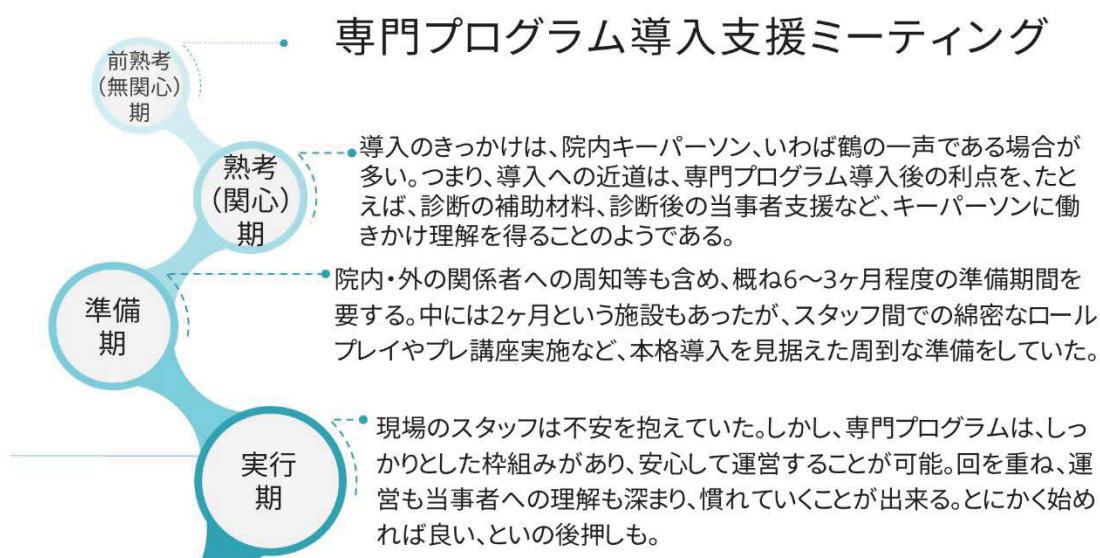 専門プログラム導入支援ミーティング
前熟考
(無関心)
期
熟考
(関心)
期
導入のきっかけは、院内キーパーソン、いわば鶴の一声である場合が
多い。つまり、導入への近道は、専門プログラム導入後の利点を、たと
えば、診断の補助材料、診断後の当事者支援など、キーパーソンに働
きかけ理解を得ることのようである。
準備
期
院内・外の関係者への周知等も含め、概ね6～3ヶ月程度の準備期間を
要する。中には2ヶ月という施設もあったが、スタッフ間での綿密なロール
プレイやプレ講座実施など、本格導入を見据えた周到な準備をしていた。
実行
期
現場のスタッフは不安を抱えていた。しかし、専門プログラムは、しっ
かりとした枠組みがあり、安心して運営することが可能。回を重ね、運
営も当事者への理解も深まり、慣れていくことが出来る。とにかく始め
れば良い、といの後押しも。